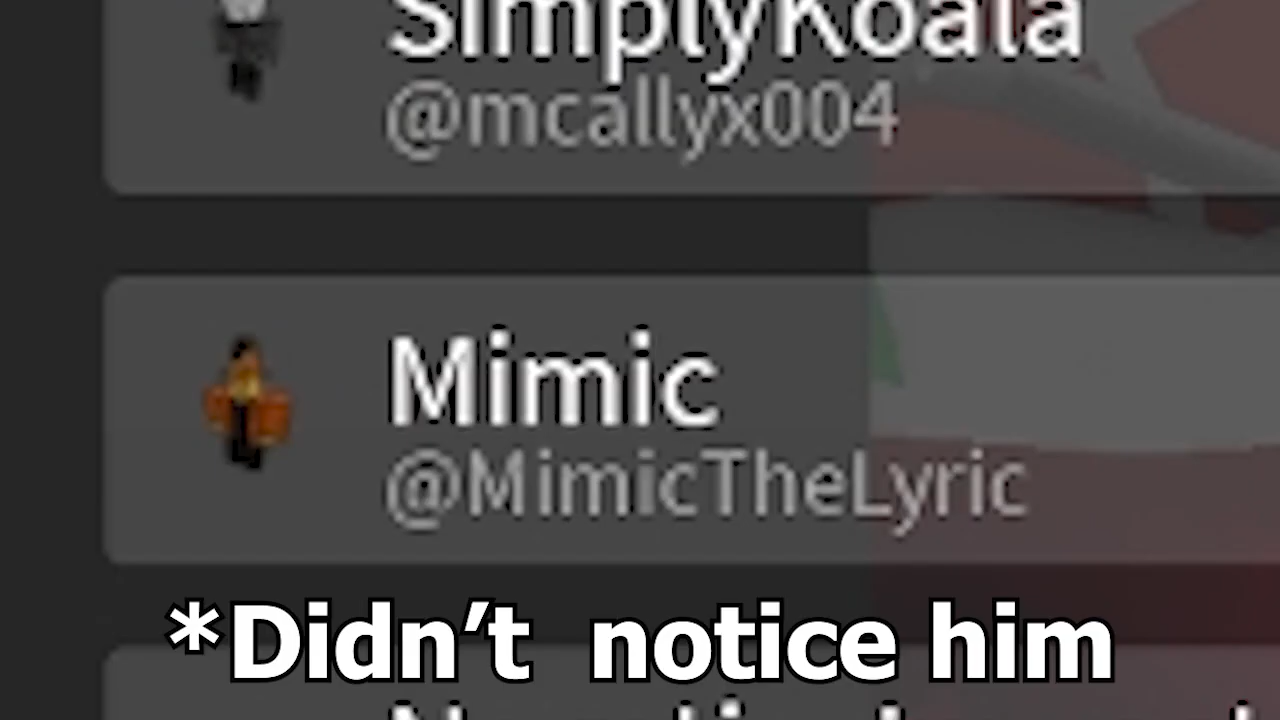 SimplyKoala
@mcallyx004
Mimic
@MimicTheLyric
*Didn’t  notice him